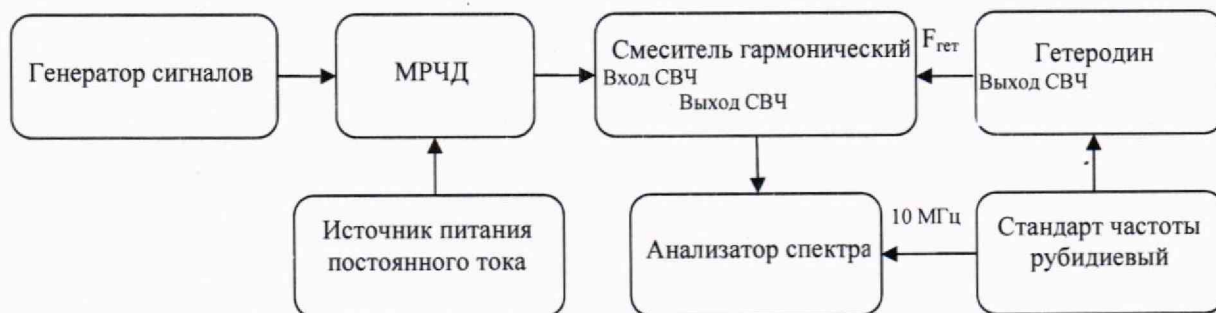 Генератор сигналов
МРЧД
Смеситель гармонический
Вход СВЧ
Выход СВЧ
Fгет
Гетеродин
Выход СВЧ
Источник питания
постоянного тока
Анализатор спектра
10 МГц
Стандарт частоты
рубидиевый